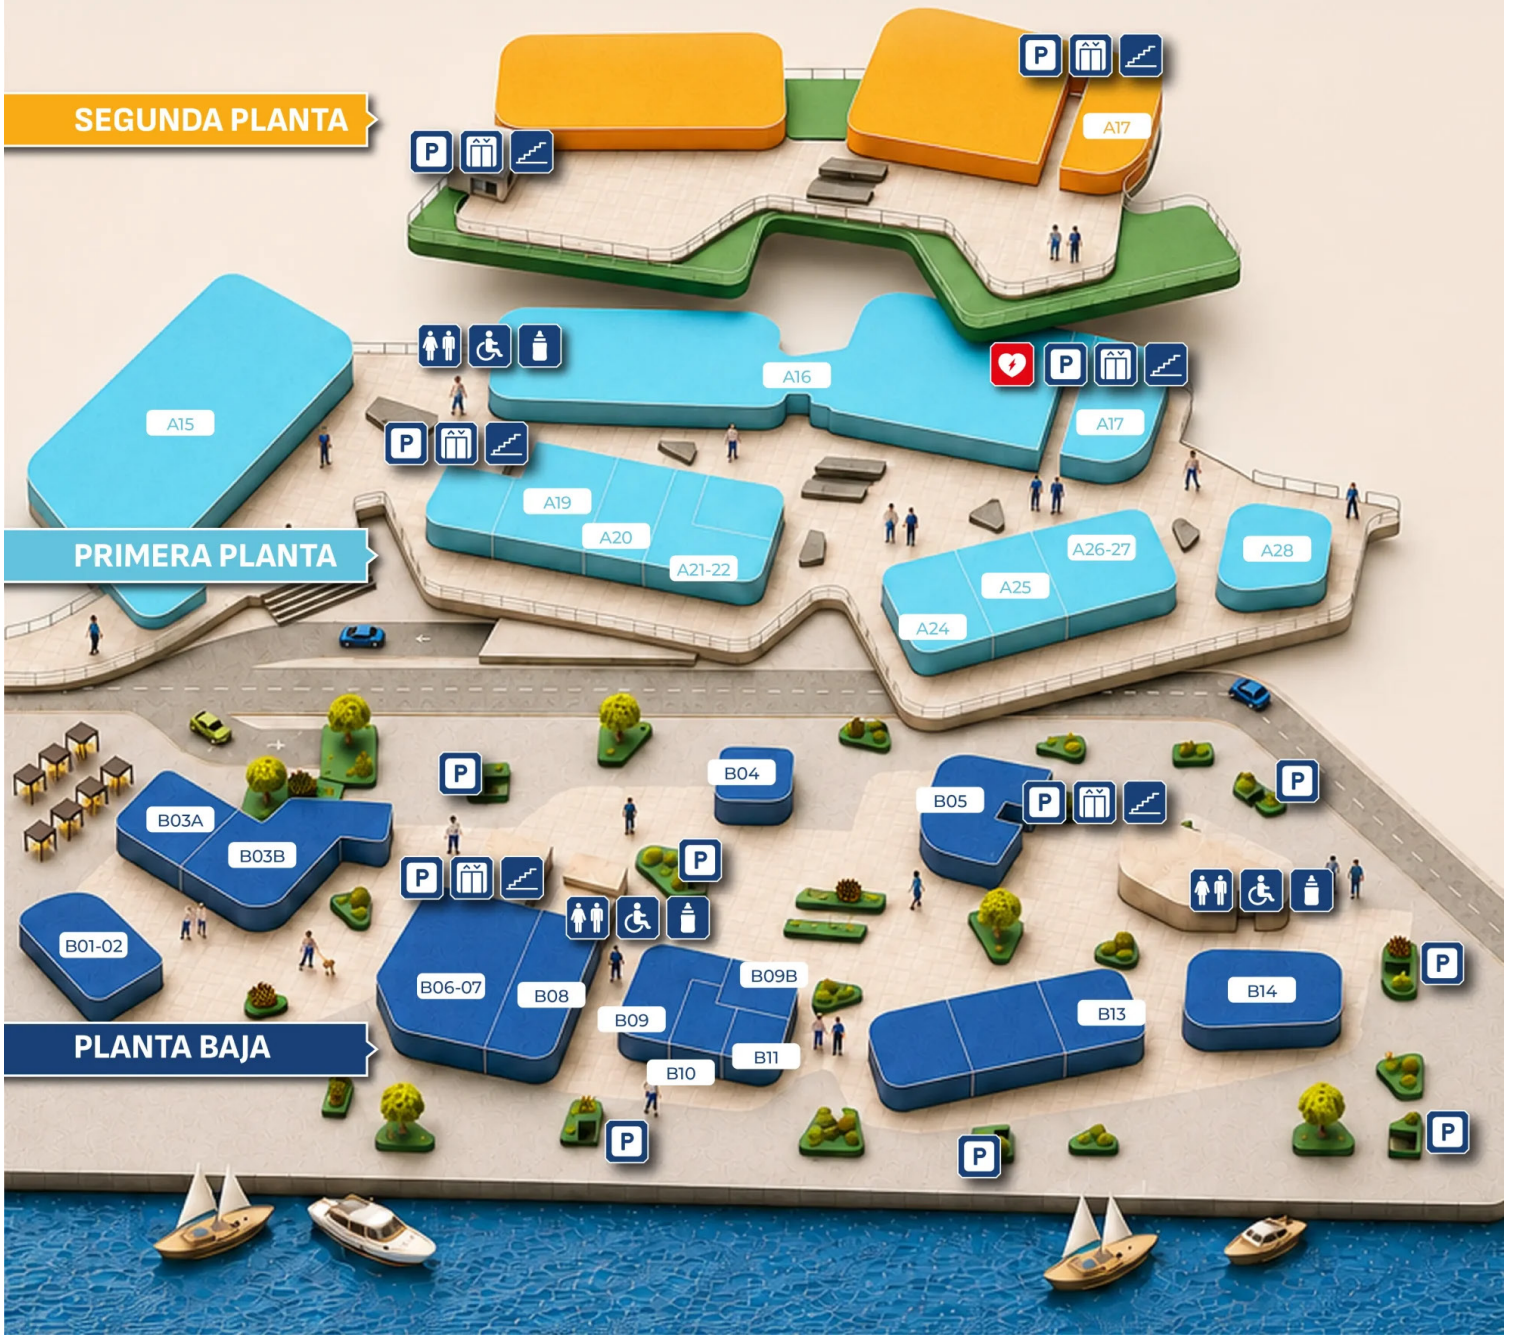 P
SEGUNDA PLANTA
A17
P
P
A16
A15
A17
P
A19
A20
A21-22
A26-27
A28
A25
A24
PRIMERA PLANTA
P
B04
P
B05
P
B03A
B03B
P
P
B01-02
B06-07
B08
B09B
B09
B11
B10
B13
B14
P
PLANTA BAJA
P
P
P